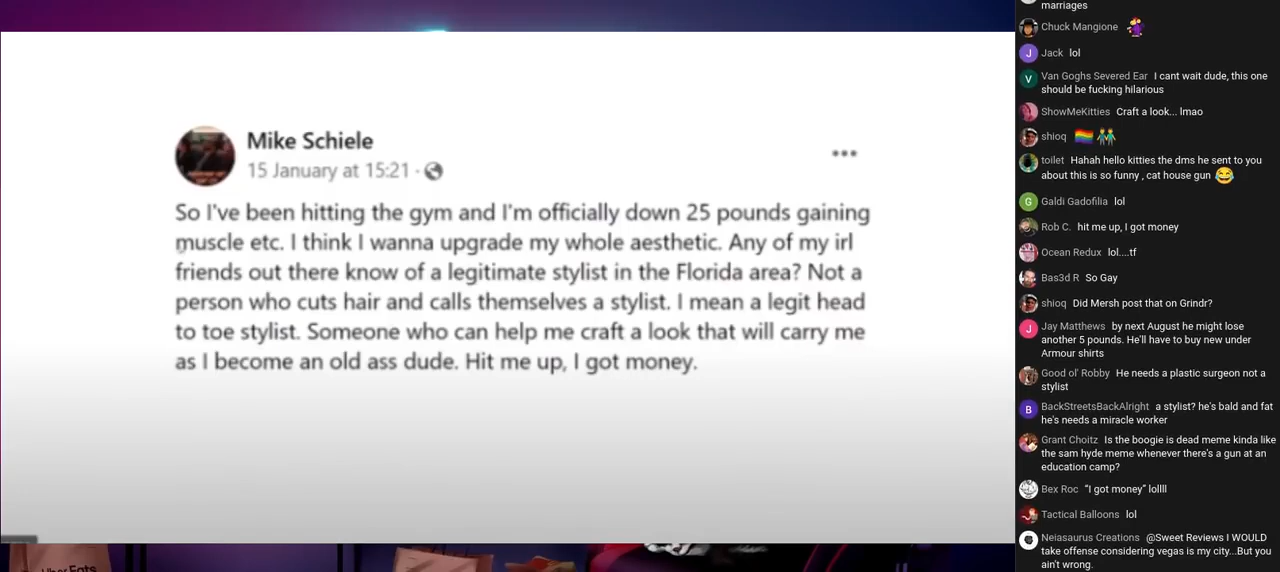 Mike Schiele
15 January at 15:21 ·
So I've been hitting the gym and I'm officially down 25 pounds gaining
muscle etc. I think I wanna upgrade my whole aesthetic. Any of my irl
friends out there know of a legitimate stylist in the Florida area? Not a
person who cuts hair and calls themselves a stylist. I mean a legit head
to toe stylist. Someone who can help me craft a look that will carry me
as I become an old ass dude. Hit me up, I got money.
Uber Eats
marriages
Chuck Mangione
J Jack lol
V Van Goghs Severed Ear I cant wait dude, this one
should be fucking hilarious
ShowMeKitties Craft a look... lmao
shioq
toilet Hahah hello kitties the dms he sent to you
about this is so funny , cat house gun
G Galdi Gadofilia lol
Rob C. hit me up, I got money
Ocean Redux lol....tf
Bas3d R So Gay
shioq Did Mersh post that on Grindr?
J Jay Matthews by next August he might lose
another 5 pounds. He'll have to buy new under
Armour shirts
Good ol' Robby He needs a plastic surgeon not a
stylist
B BackStreetsBackAlright a stylist? he's bald and fat
he's needs a miracle worker
Grant Choitz Is the boogie is dead meme kinda like
the sam hyde meme whenever there's a gun at an
education camp?
Bex Roc “I got money” lollll
Tactical Balloons lol
Neiasaurus Creations @Sweet Reviews I WOULD
take offense considering vegas is my city...But you
ain't wrong.